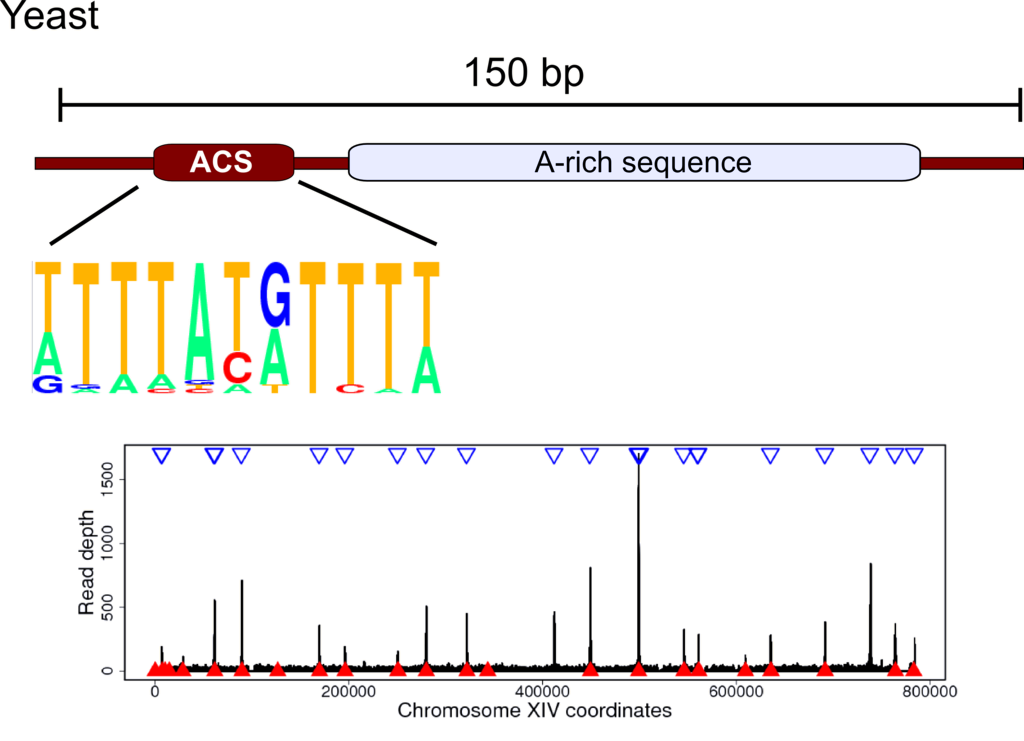 Yeast
150 bp
ACS
A-rich sequence
TTTTATGTTTT
A AACA A
G
Read depth
1500
1000
500
0
0 200000 400000 600000 800000
Chromosome XIV coordinates